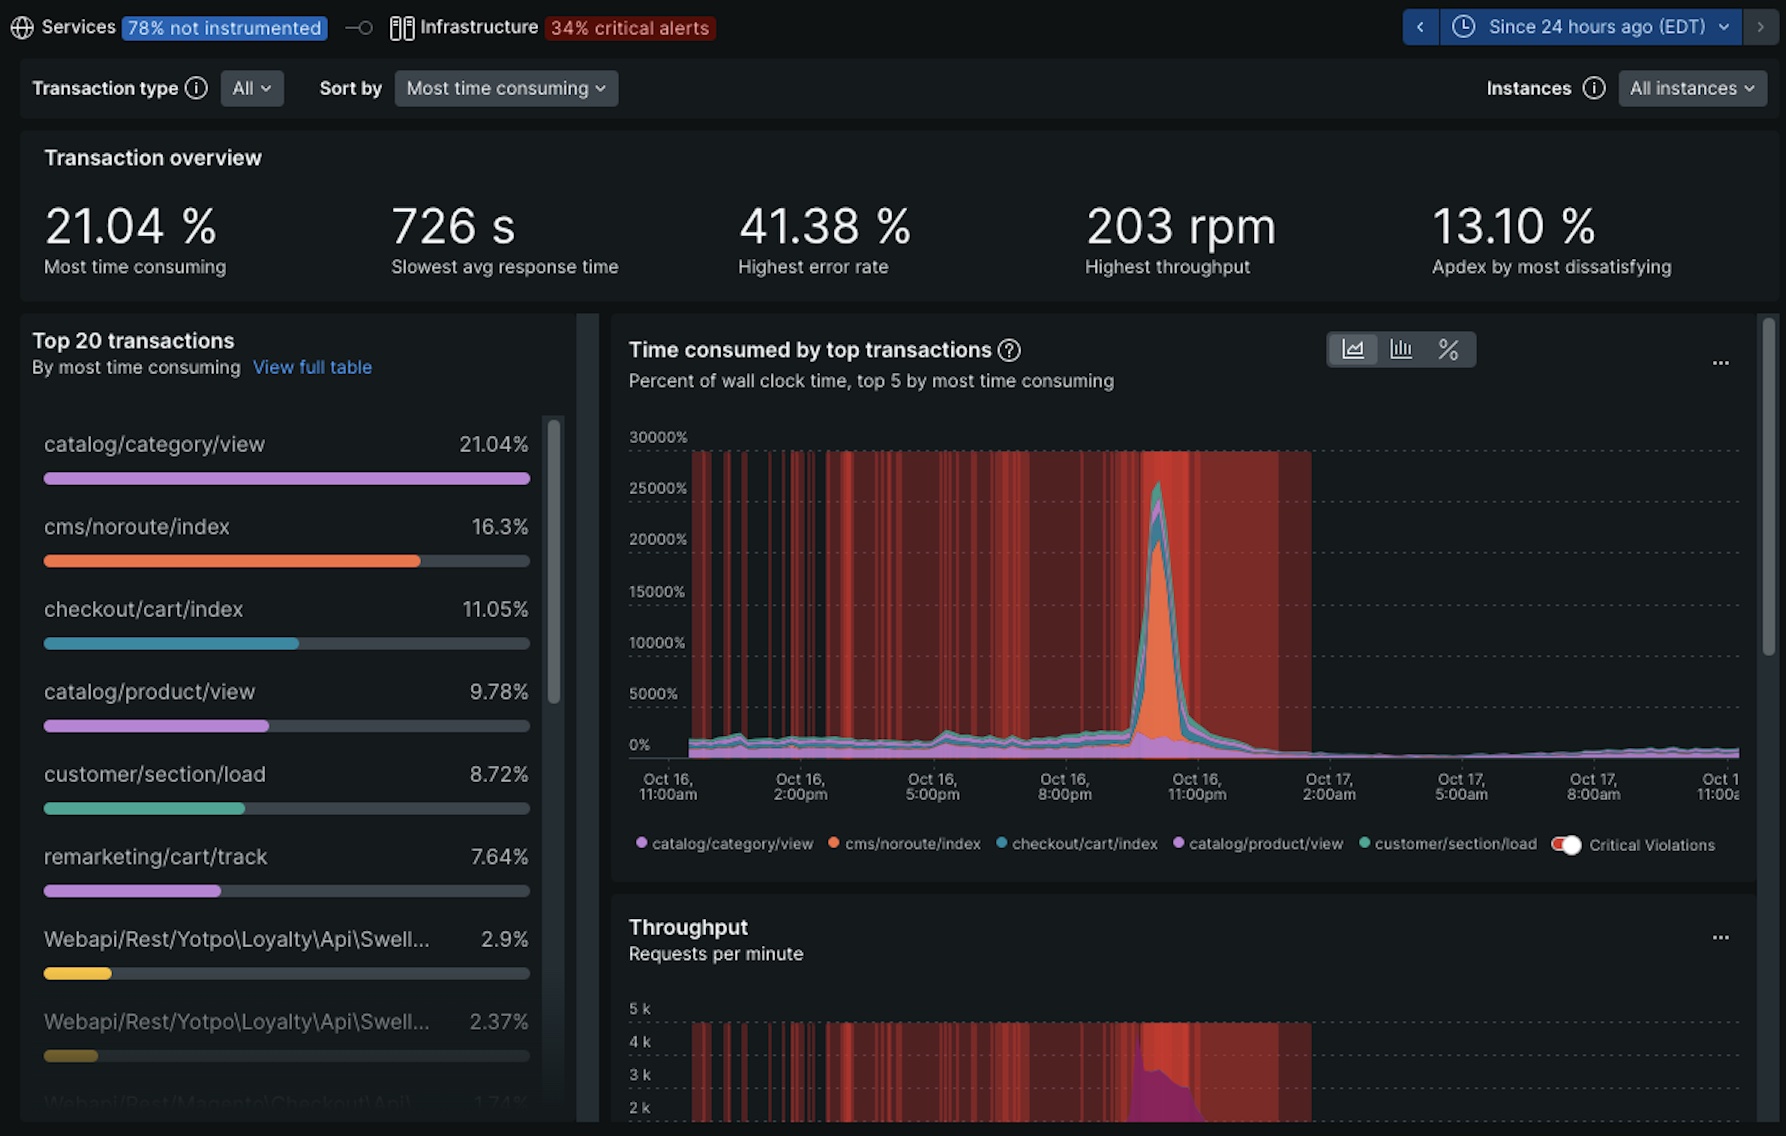 Services 78% not instrumented Infrastructure 34% critical alerts Since 24 hours ago (EDT)
Transaction type All Sort by Most time consuming Instances All instances
Transaction overview
21.04 % 726 s 41.38 % 203 rpm 13.10 %
Most time consuming Slowest avg response time Highest error rate Highest throughput Apdex by most dissatisfying
Top 20 transactions
By most time consuming View full table
catalog/category/view 21.04%
cms/noroute/index 16.3%
checkout/cart/index 11.05%
catalog/product/view 9.78%
customer/section/load 8.72%
remarketing/cart/track 7.64%
Webapi/Rest/Yotpo\Loyalty\Api\Swell... 2.9%
Webapi/Rest/Yotpo\Loyalty\Api\Swell... 2.37%
Webapi/Rest/Magento\Checkout\Api\ 1.74%
Time consumed by top transactions
Percent of wall clock time, top 5 by most time consuming
30000%
25000%
20000%
15000%
10000%
5000%
0%
Oct 16, Oct 16, Oct 16, Oct 16, Oct 16, Oct 17, Oct 17, Oct 17, Oct 1
11:00am 2:00pm 5:00pm 8:00pm 11:00pm 2:00am 5:00am 8:00am 11:00a
catalog/category/view cms/noroute/index checkout/cart/index catalog/product/view customer/section/load Critical Violations
Throughput
Requests per minute
5 k
4 k
3 k
2 k